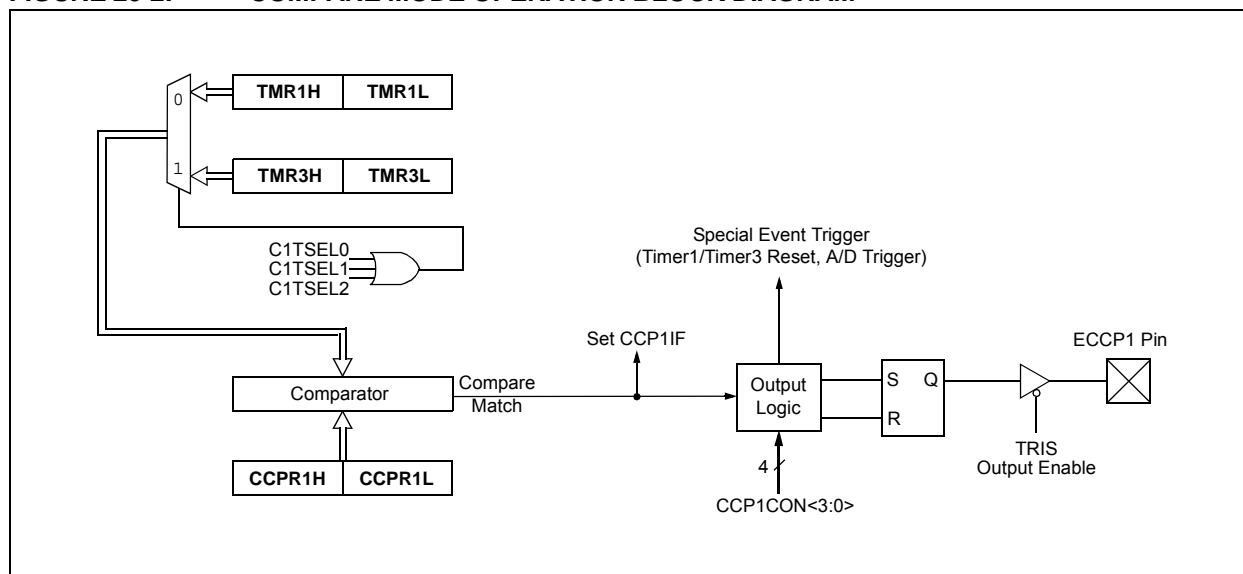 0
TMR1H TMR1L
1
TMR3H TMR3L
C1TSEL0
C1TSEL1
C1TSEL2
Special Event Trigger
(Timer1/Timer3 Reset, A/D Trigger)
Set CCP1IF
ECCP1 Pin
Comparator
Compare
Match
Output
Logic
S Q
R
TRIS
Output Enable
CCPR1H CCPR1L
4
CCP1CON<3:0>